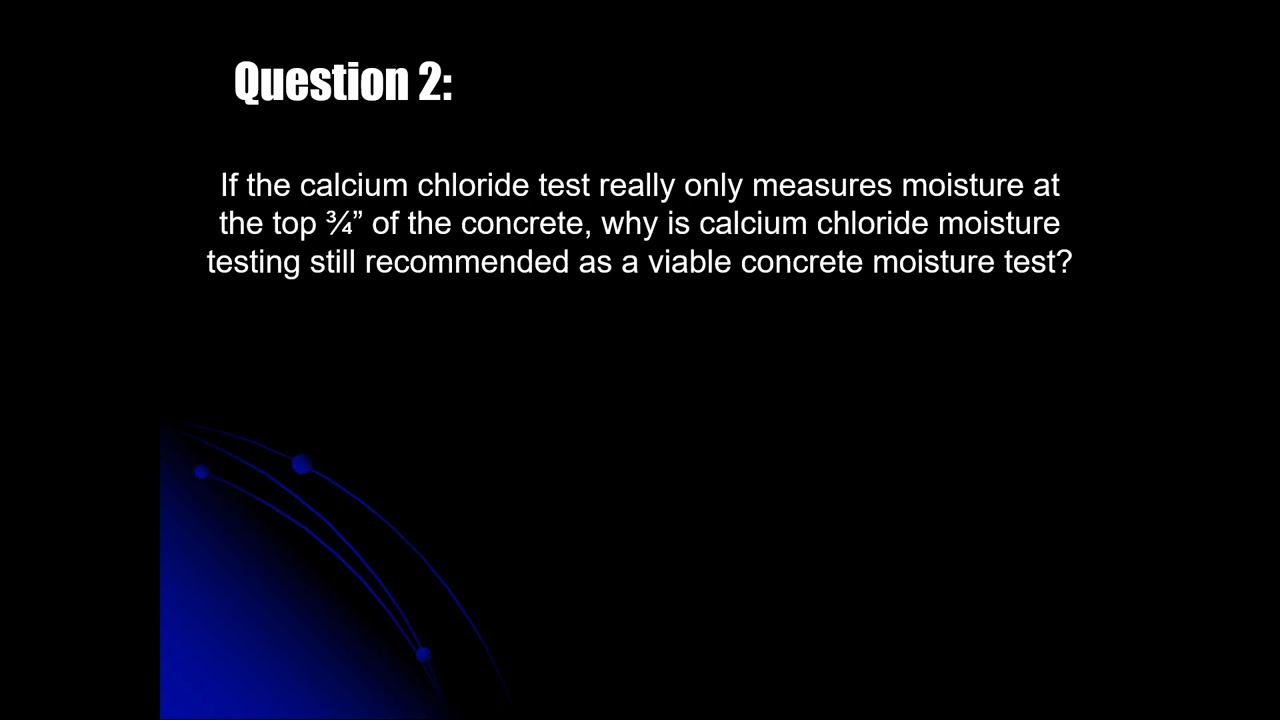 Question 2:
If the calcium chloride test really only measures moisture at
the top ¾” of the concrete, why is calcium chloride moisture
testing still recommended as a viable concrete moisture test?